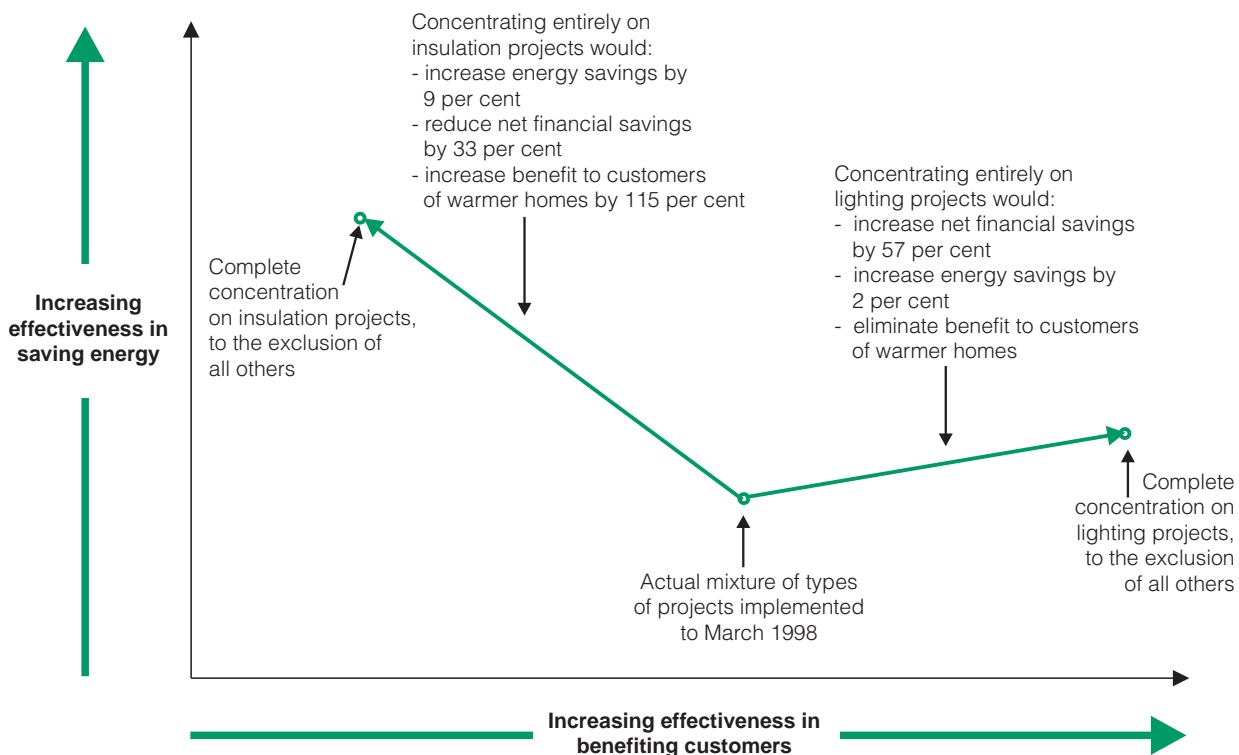 Concentrating entirely on
insulation projects would:
- increase energy savings by
9 per cent
- reduce net financial savings
by 33 per cent
- increase benefit to customers
of warmer homes by 115 per cent
Concentrating entirely on
lighting projects would:
- increase net financial savings
by 57 per cent
- increase energy savings by
2 per cent
- eliminate benefit to customers
of warmer homes
Complete
concentration
on insulation projects,
to the exclusion of
all others
Increasing
effectiveness in
saving energy
Complete
concentration on
lighting projects,
to the exclusion
of all others
Actual mixture of types
of projects implemented
to March 1998
Increasing effectiveness in
benefiting customers